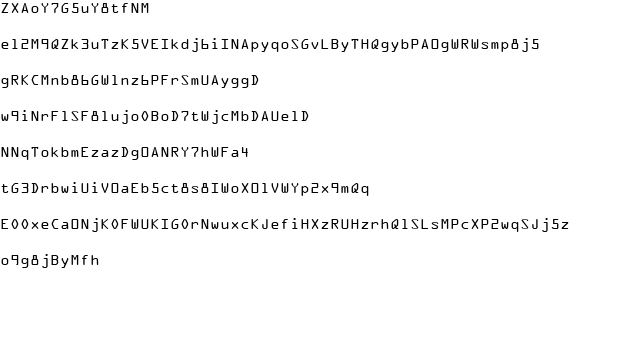 ZXAoY7G5uY8tfNM
el2M9QZk3uTzK5VEIkdj6iINApyqoSGvLByTHQgybPAOgWRWsmp8j5
gRKCMnb86GWlnz6PFrSmUAyggD
w9iNrFlSF8lujo0BoD7tWjcMbDAUelD
NNqTokbmEzazDgOANRY7hWFa4
tG3DrbwiUiVOaEb5ct8s8IWoXOlVWYp2x9mQq
E00xeCaONjK0FWUKIG0rNwuxcKJefiHXzRUHzrhQlSLsMPcXP2wqSJj5z
o9g8jByMfh